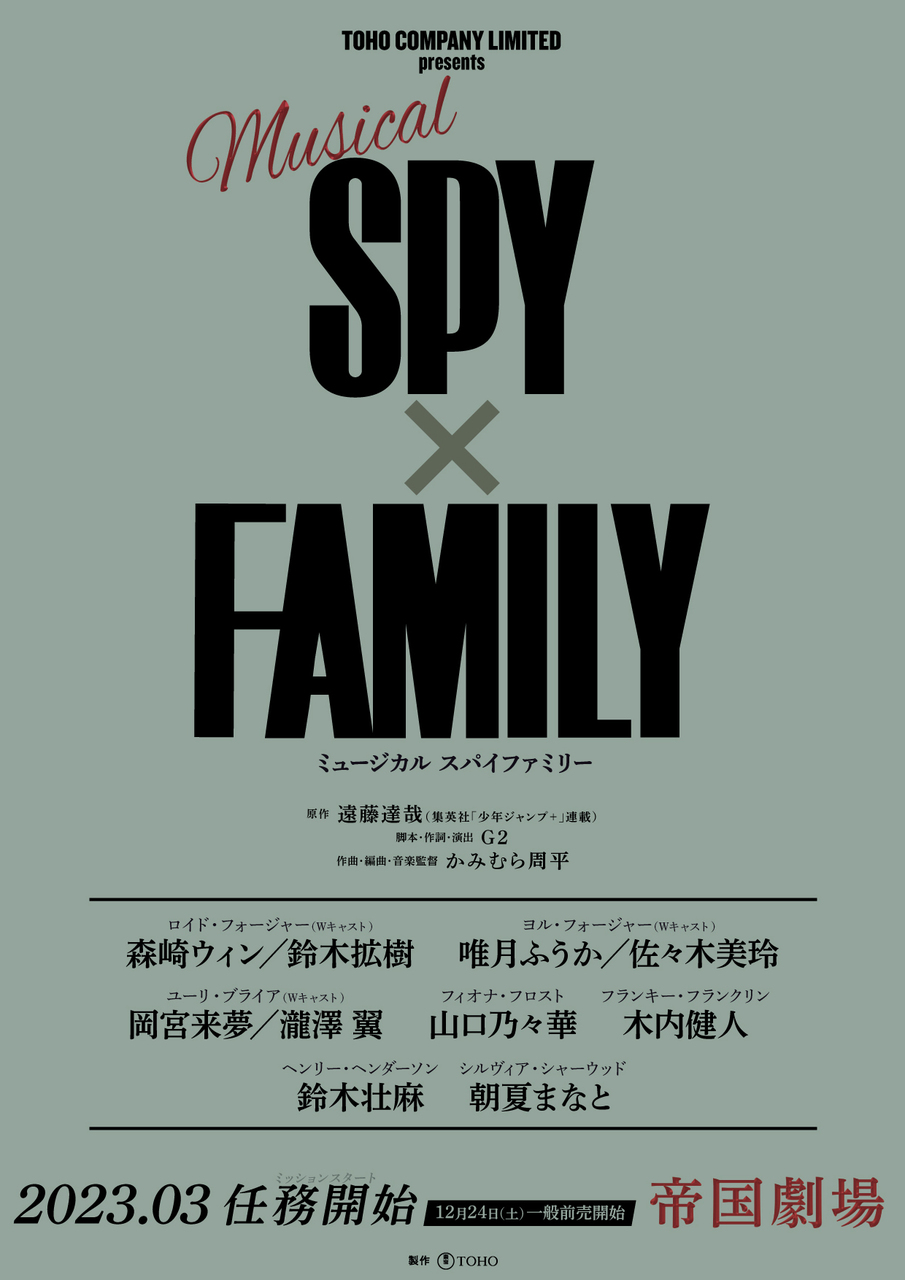 TOHO COMPANY LIMITED
presents
Musical
SPY
×
FAMILY
ミュージカル スパイファミリー
原作 遠藤達哉（集英社「少年ジャンプ＋」連載）
脚本・作詞・演出 G2
作曲・編曲・音楽監督 かみむら周平
ロイド・フォージャー（Wキャスト） ヨル・フォージャー（Wキャスト）
森崎ウィン／鈴木拡樹 唯月ふうか／佐々木美玲
ユーリ・ブライア（Wキャスト） フィオナ・フロスト フランキー・フランクリン
岡宮来夢／瀧澤 翼 山口乃々華 木内健人
ヘンリー・ヘンダーソン シルヴィア・シャーウッド
鈴木壮麻 朝夏まなと
ミッションスタート
2023.03 任務開始 12月24日（土）一般前売開始 帝国劇場
製作 TOHO